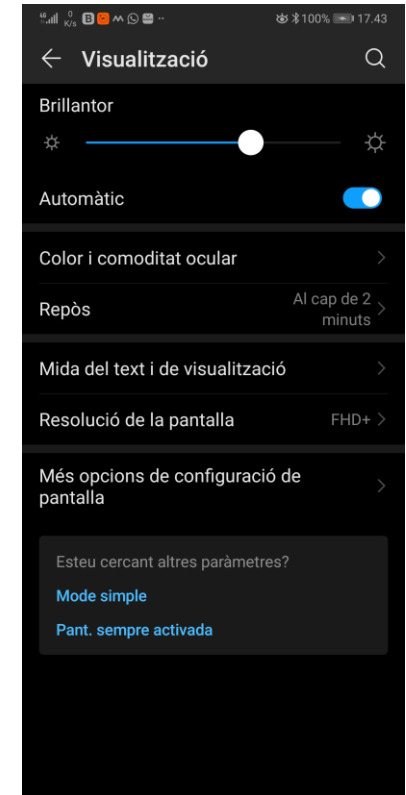 0 K/s B 100% 17.43
Visualització
Brillantor
Automàtic
Color i comoditat ocular
Repòs
Al cap de 2
minuts
Mida del text i de visualització
Resolució de la pantalla FHD+
Més opcions de configuració de
pantalla
Esteu cercant altres paràmetres?
Mode simple
Pant. sempre activada